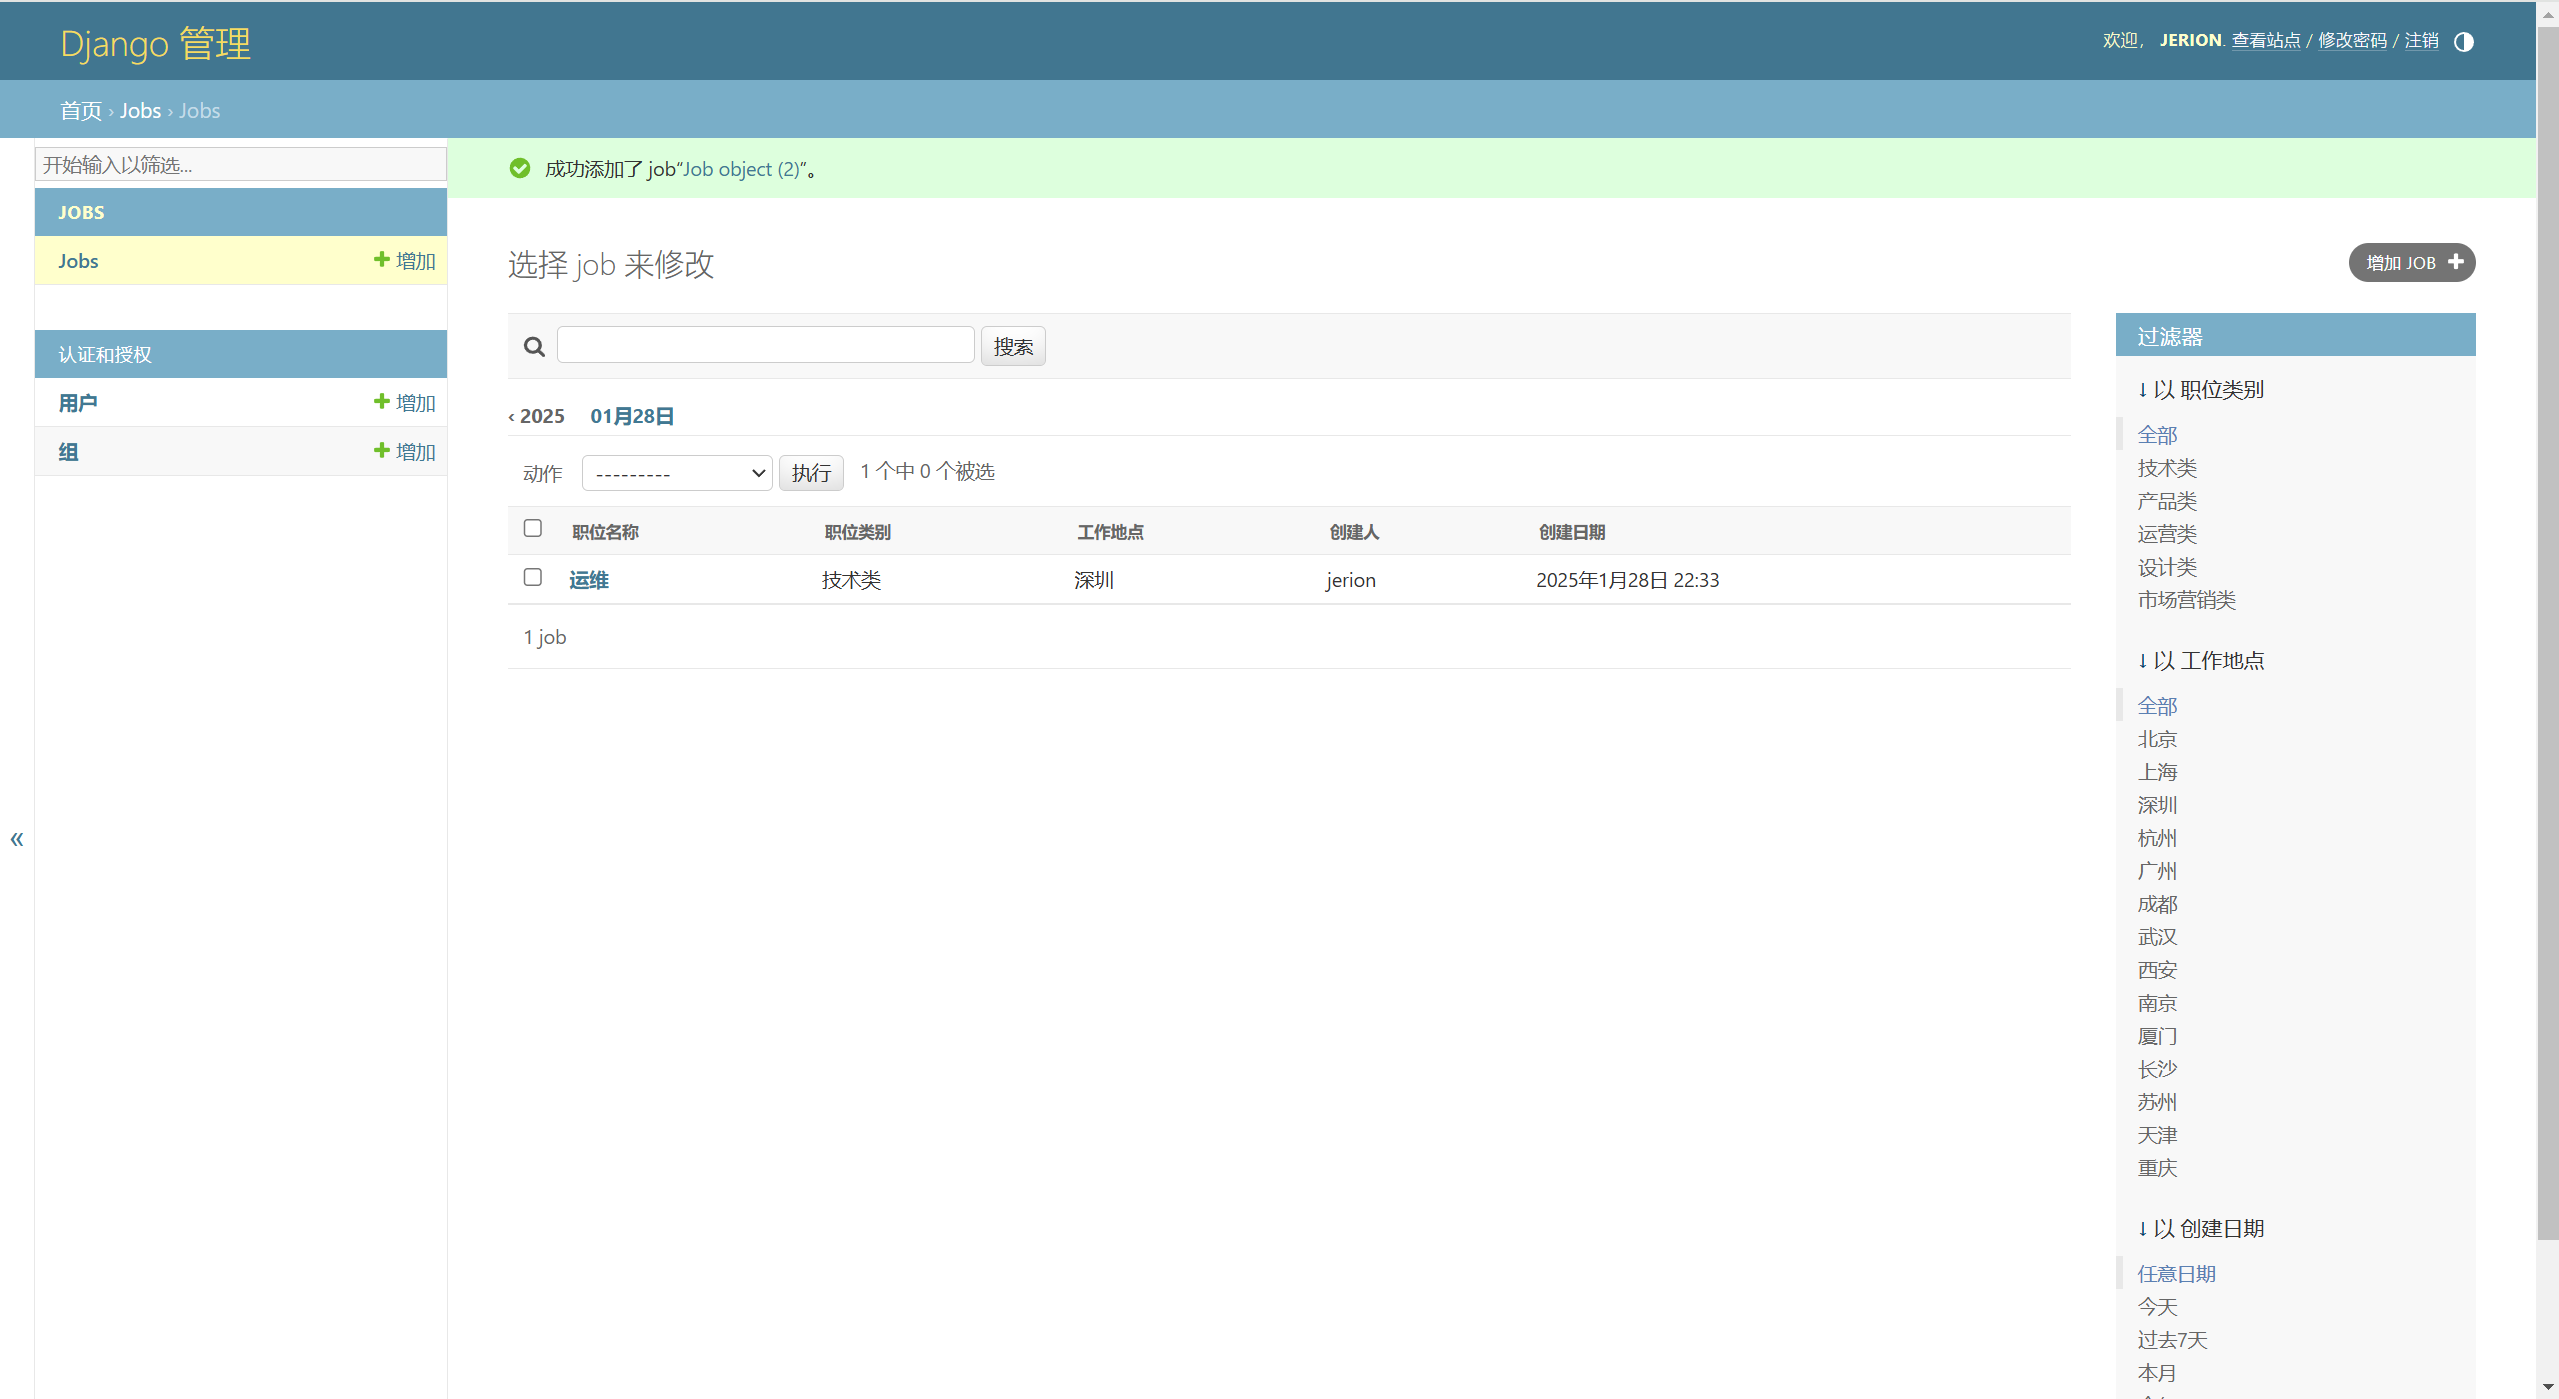 Django 管理
欢迎， JERION. 查看站点 / 修改密码 / 注销
首页 › Jobs › Jobs
开始输入以筛选...
JOBS
Jobs
增加
认证和授权
用户
增加
组
增加
«
成功添加了 job“Job object (2)”。
选择 job 来修改
增加 JOB
搜索
‹ 2025 01月28日
动作 --------- 执行 1 个中 0 个被选
职位名称 职位类别 工作地点 创建人 创建日期
运维 技术类 深圳 jerion 2025年1月28日 22:33
1 job
过滤器
↓ 以 职位类别
全部
技术类
产品类
运营类
设计类
市场营销类
↓ 以 工作地点
全部
北京
上海
深圳
杭州
广州
成都
武汉
西安
南京
厦门
长沙
苏州
天津
重庆
↓ 以 创建日期
任意日期
今天
过去7天
本月